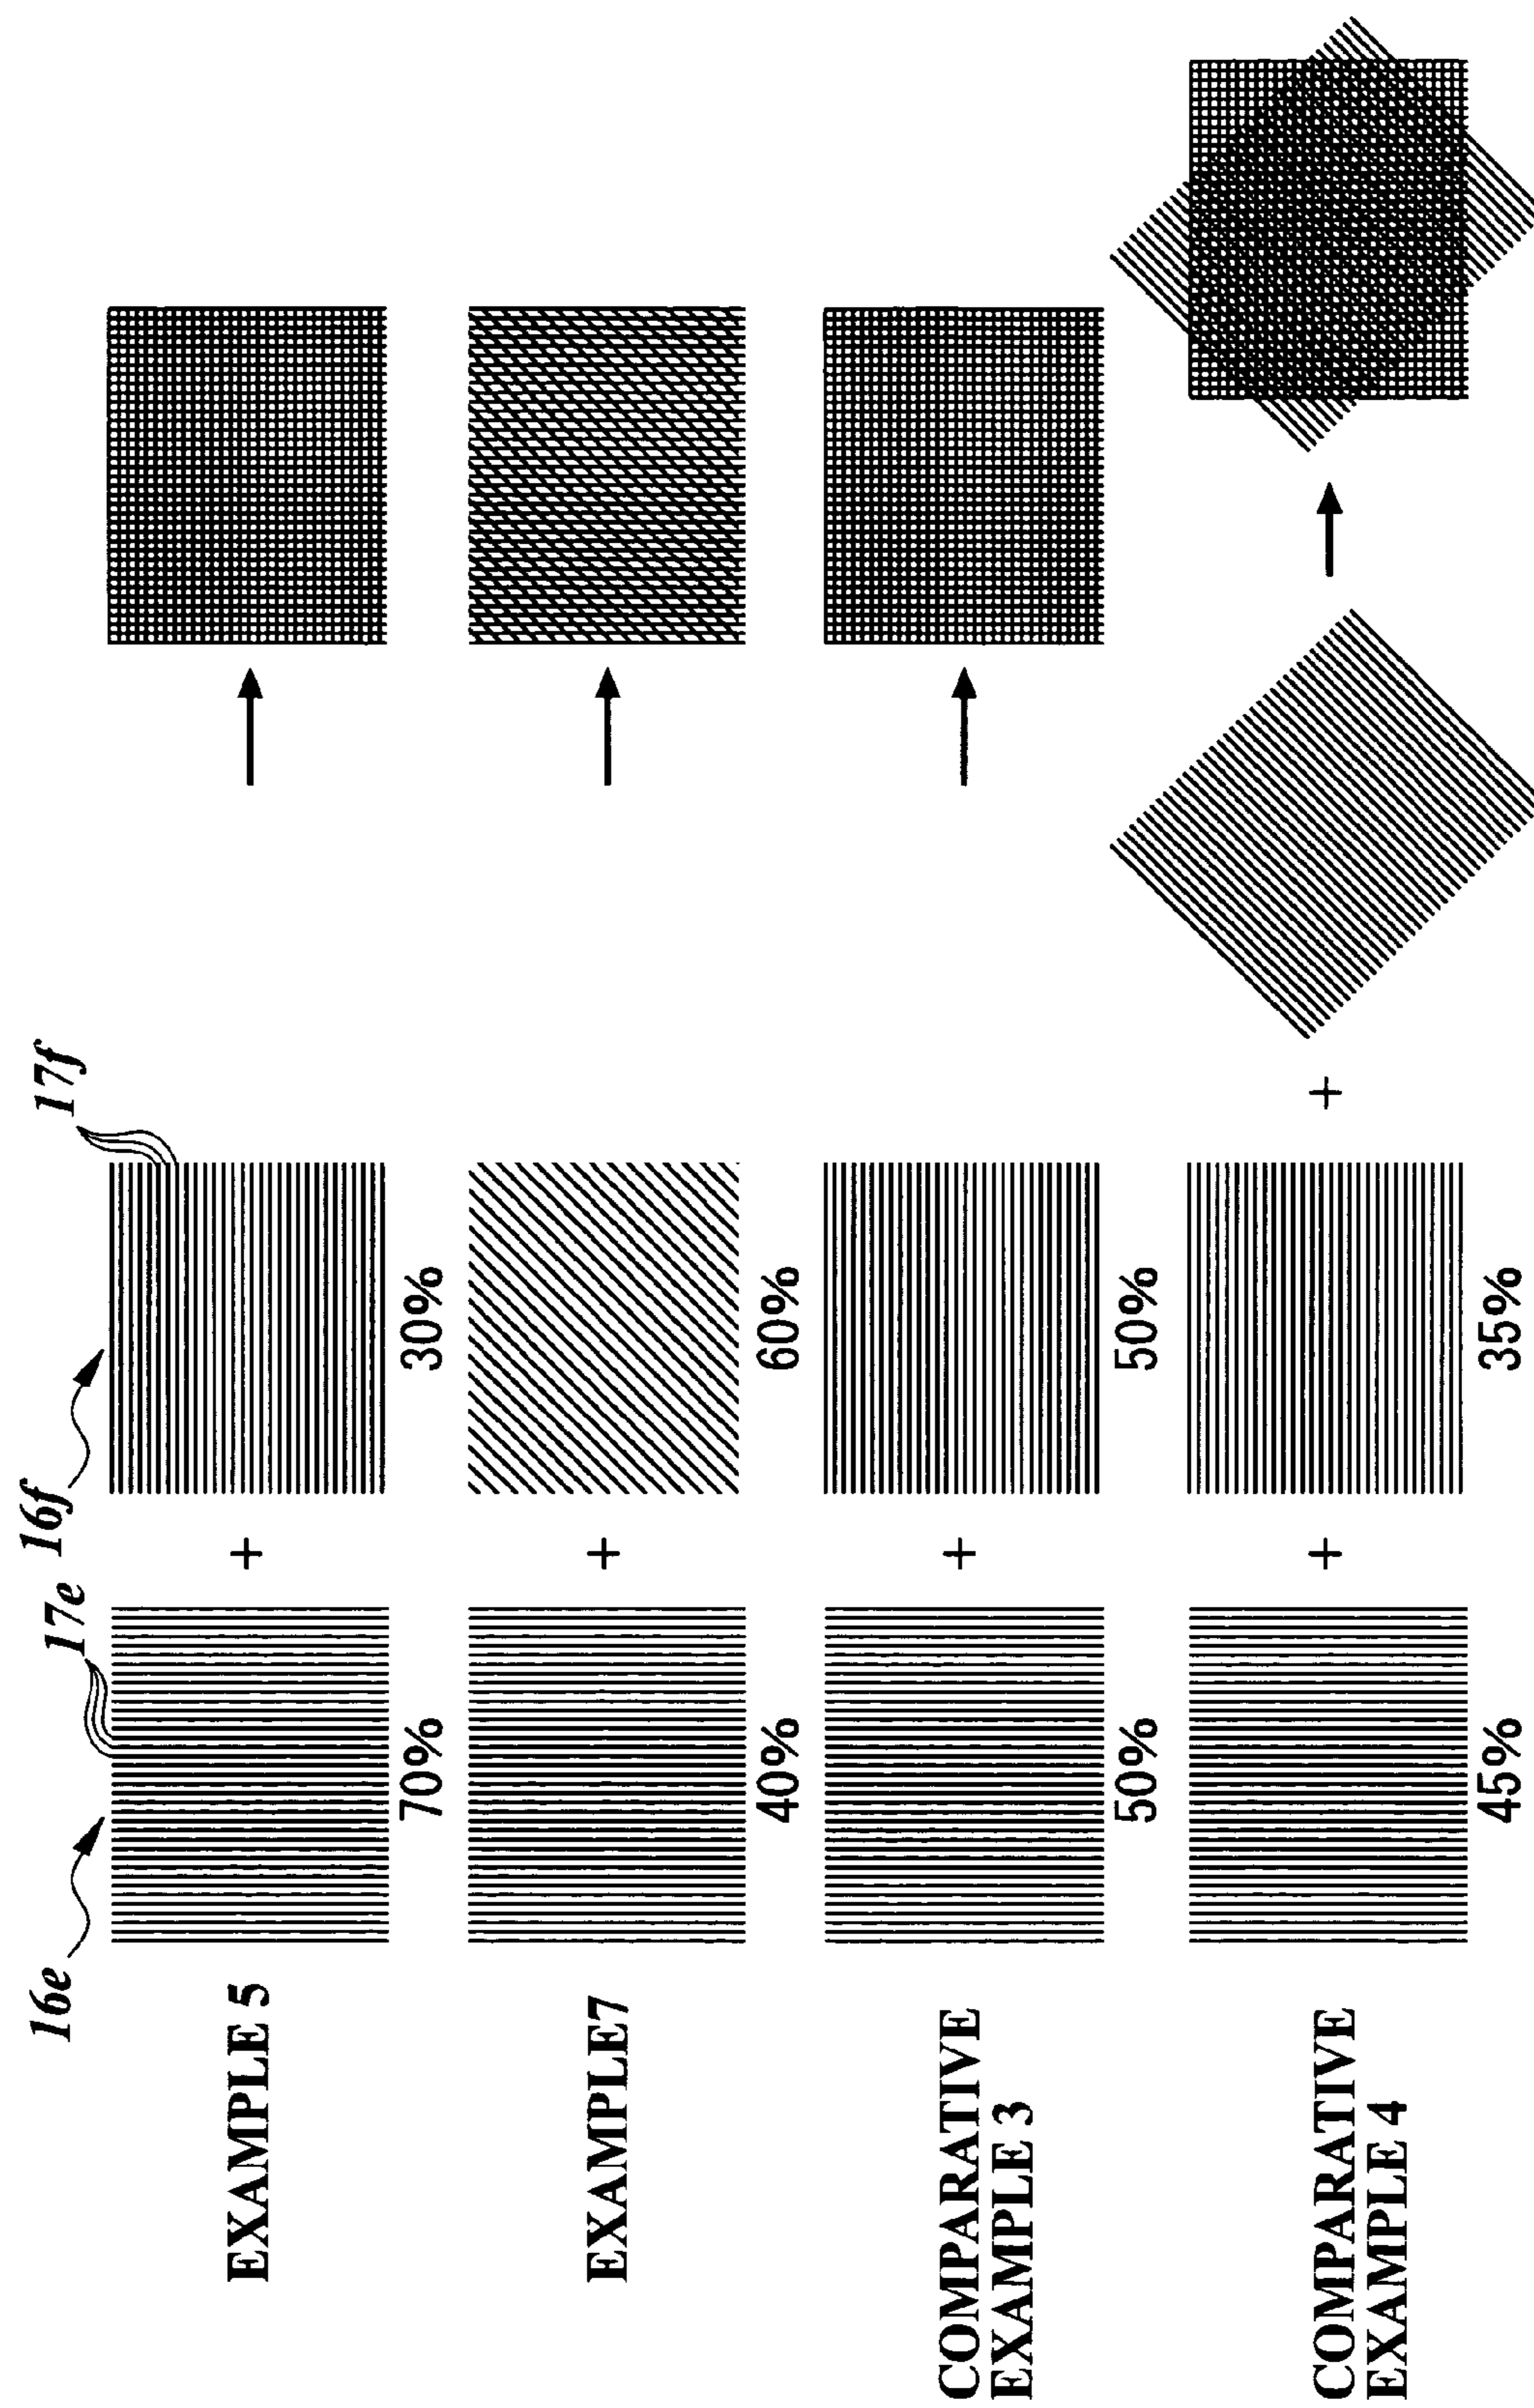 16e 17e 16f 17f
EXAMPLE 5 +
70% 30%
EXAMPLE7 +
40% 60%
COMPARATIVE +
EXAMPLE 3
50% 50%
COMPARATIVE + +
EXAMPLE 4
45% 35%